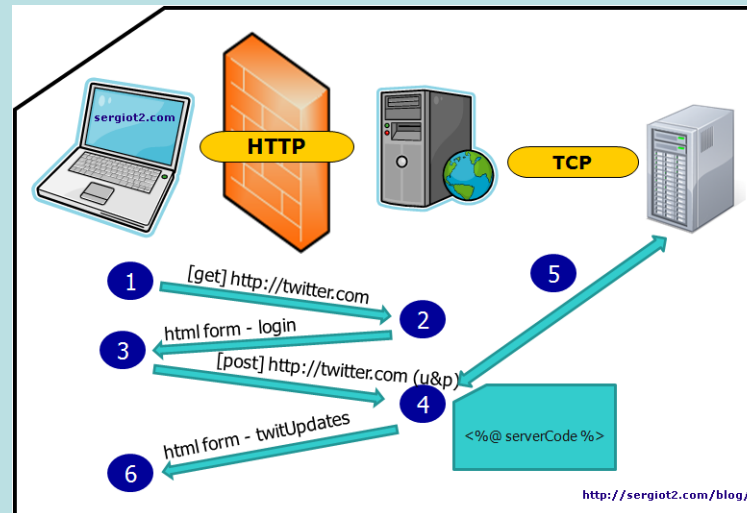 sergiot2.com
HTTP
TCP
1
[get] http://twitter.com
2
html form - login
3
[post] http://twitter.com (u&p)
4
5
<%@ serverCode %>
html form - twitUpdates
6
http://sergiot2.com/blog/